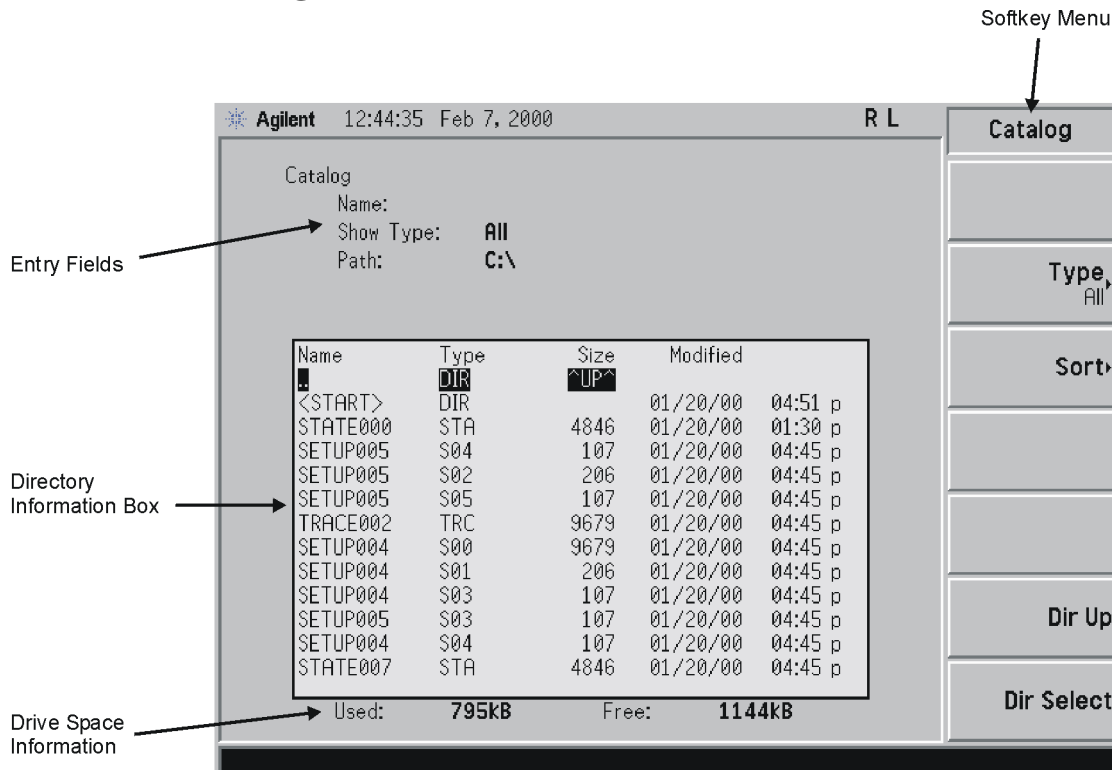 Softkey Menu
Agilent 12:44:35 Feb 7, 2000 R L
Catalog
Catalog
Name:
Show Type: All
Path: C:\
Entry Fields
Type
All
Sort
Name Type Size Modified
.. DIR ^UP^
<START> DIR 01/20/00 04:51 p
STATE000 STA 4846 01/20/00 01:30 p
SETUP005 S04 107 01/20/00 04:45 p
SETUP005 S02 206 01/20/00 04:45 p
SETUP005 S05 107 01/20/00 04:45 p
TRACE002 TRC 9679 01/20/00 04:45 p
SETUP004 S00 9679 01/20/00 04:45 p
SETUP004 S01 206 01/20/00 04:45 p
SETUP004 S03 107 01/20/00 04:45 p
SETUP005 S03 107 01/20/00 04:45 p
SETUP004 S04 107 01/20/00 04:45 p
STATE007 STA 4846 01/20/00 04:45 p
Directory
Information Box
Dir Up
Dir Select
Used: 795kB Free: 1144kB
Drive Space
Information